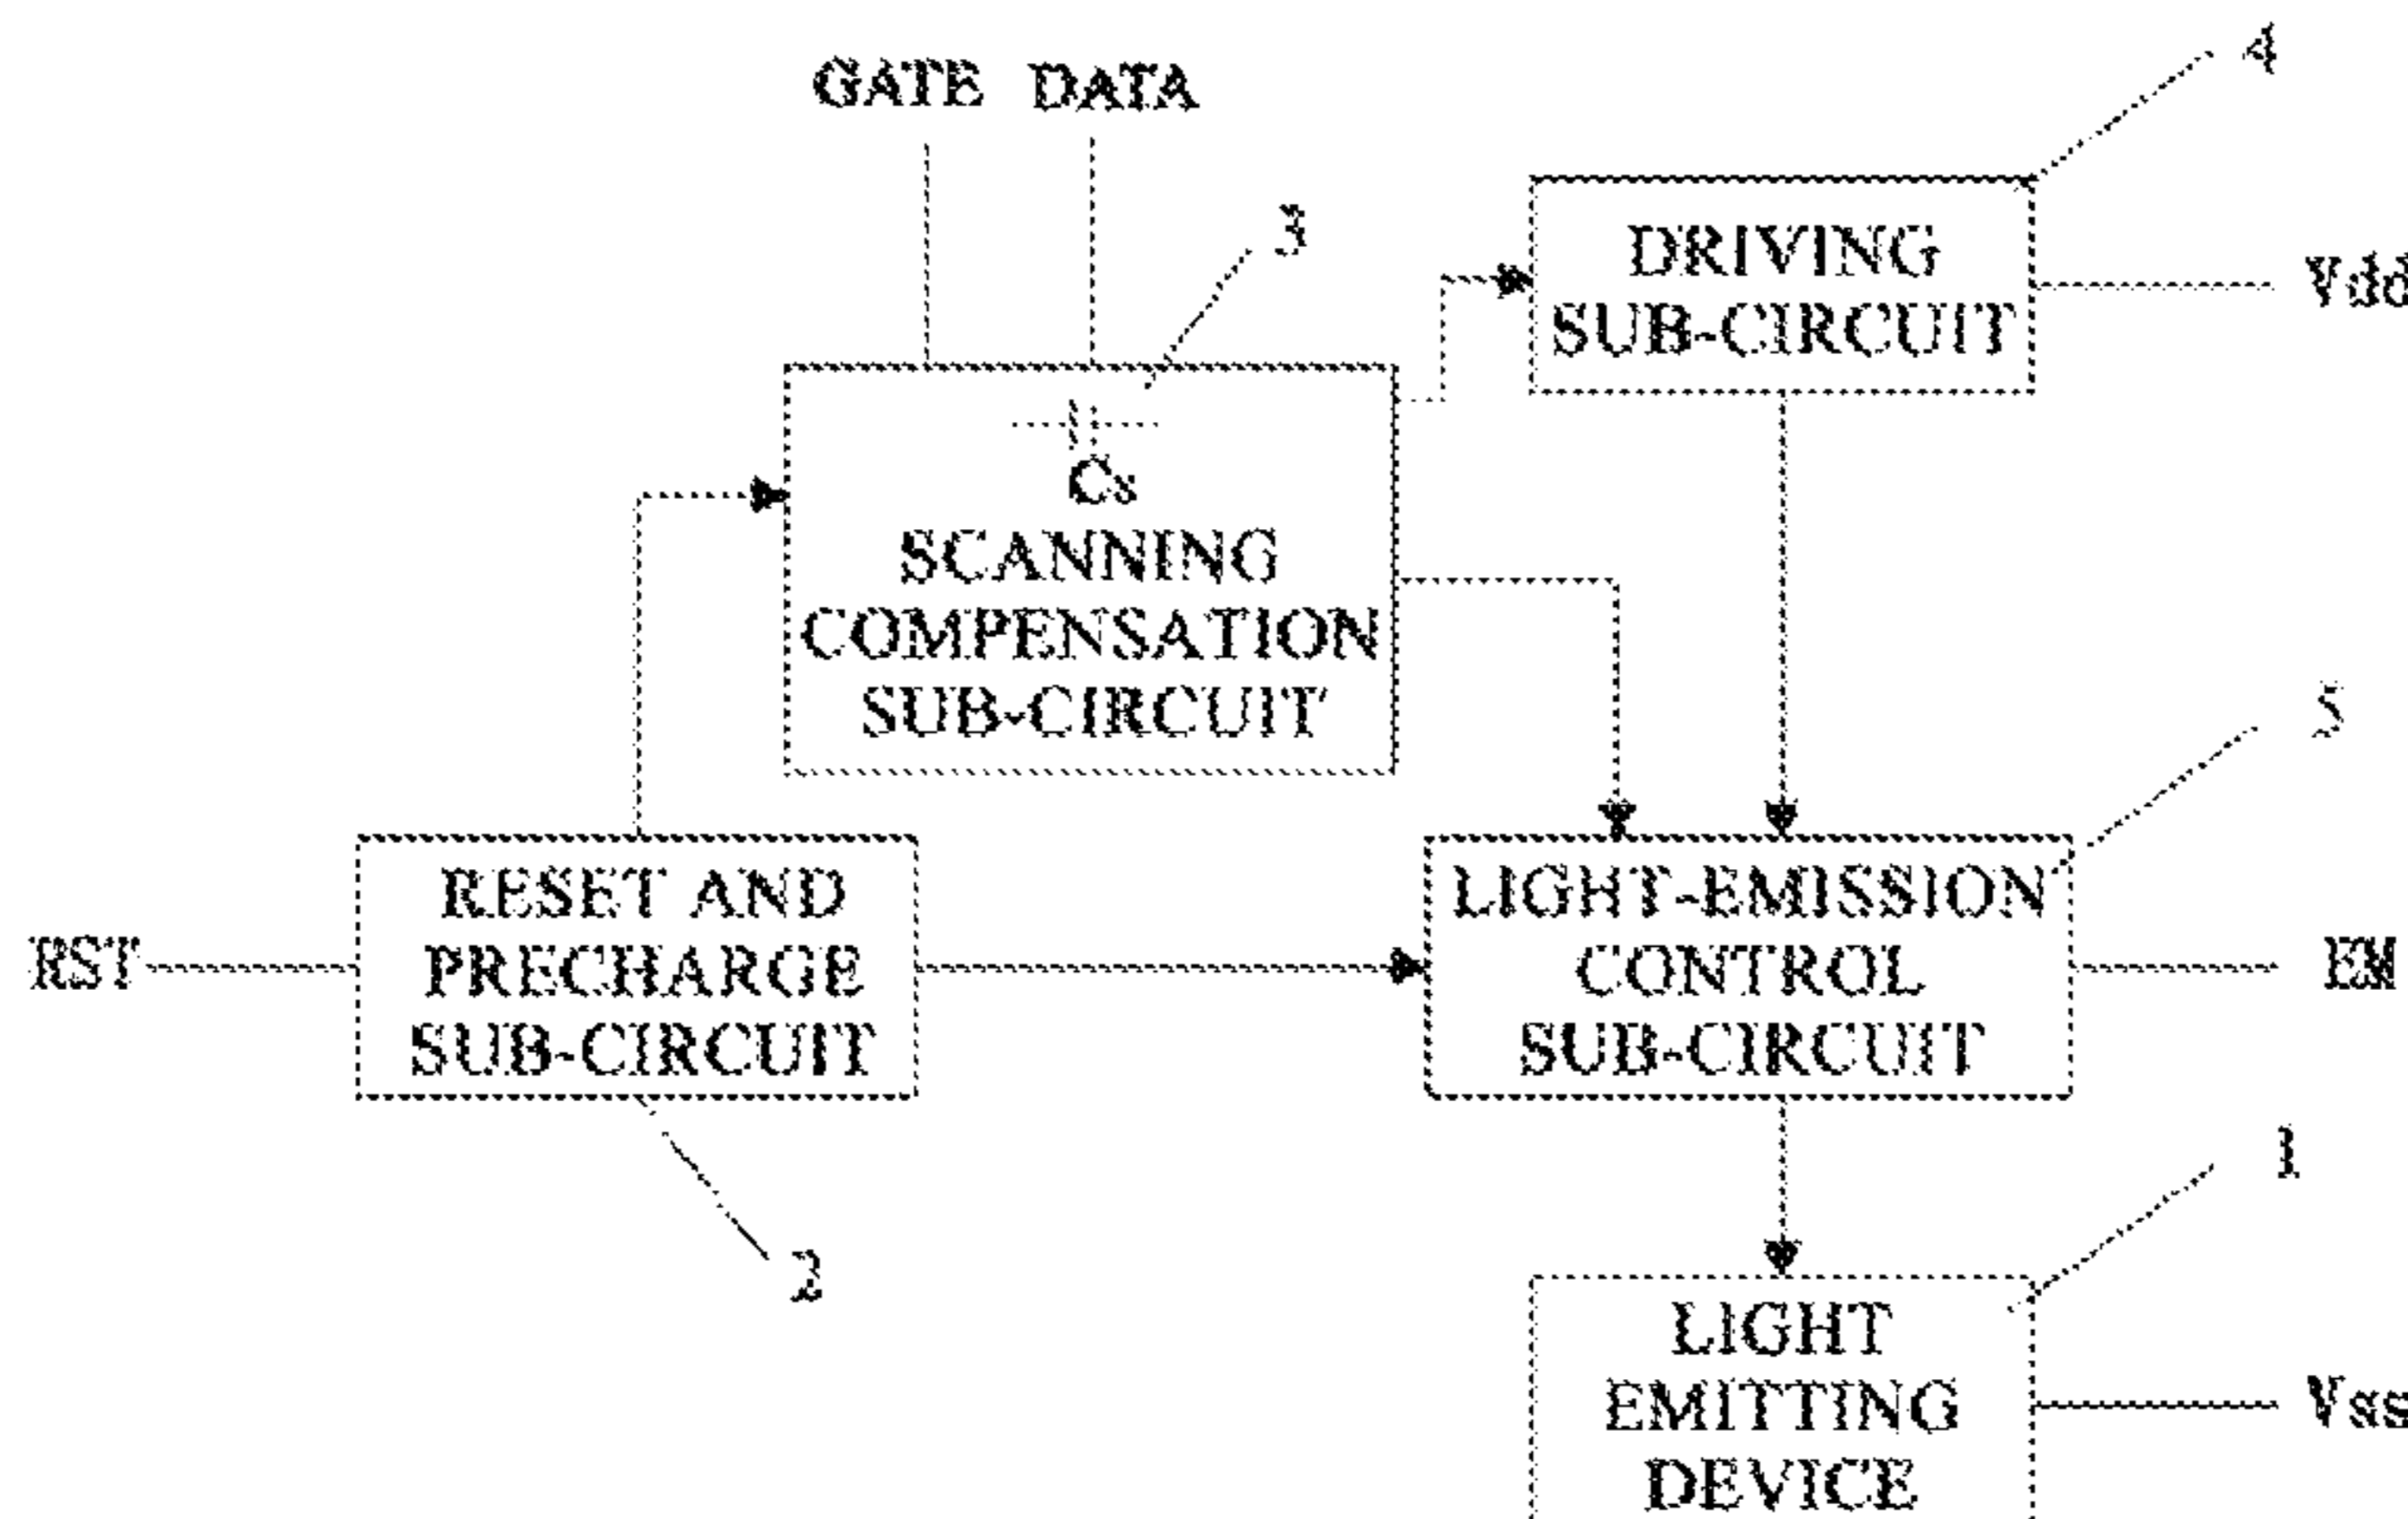 GATE DATA
4
3
DRIVING
SUB-CIRCUIT
Vdd
Cs
SCANNING
COMPENSATION
SUB-CIRCUIT
5
RESET AND
PRECHARGE
SUB-CIRCUIT
RST
LIGHT-EMISSION
CONTROL
SUB-CIRCUIT
EM
2
1
LIGHT
EMITTING
DEVICE
Vss